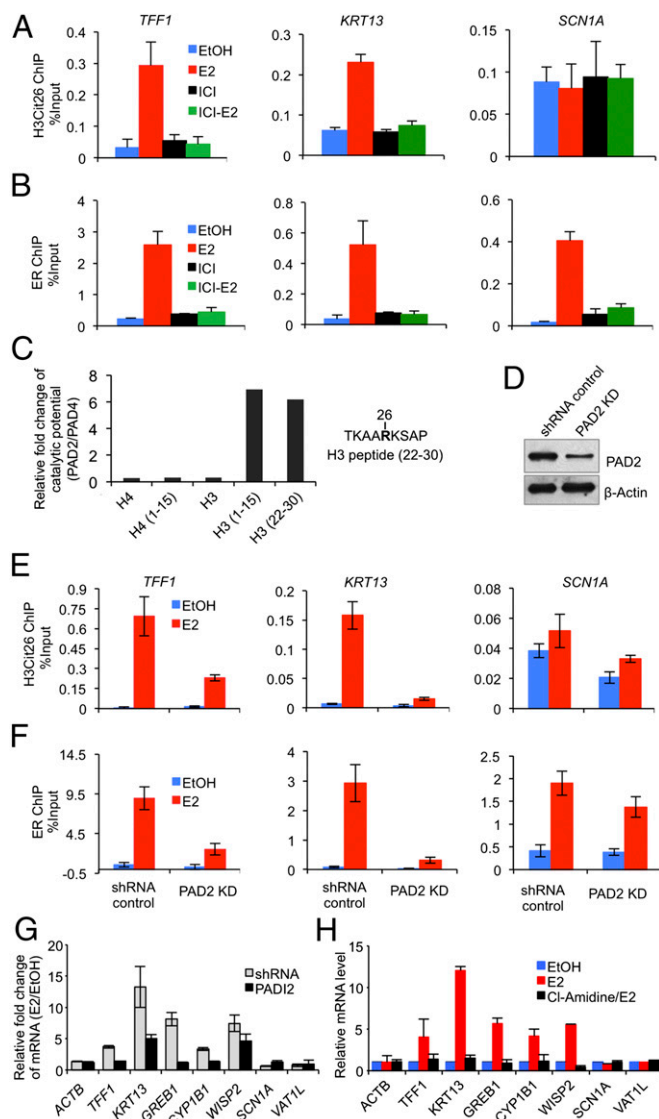 A
TFF1
KRT13
SCN1A
H3Cit26 ChIP
%Input
0.4
0.3
0.2
0.1
0
EtOH
E2
ICI
ICI-E2
0.3
0.2
0.1
0
0.15
0.1
0.05
0
B
ER ChIP
%Input
4
3
2
1
0
EtOH
E2
ICI
ICI-E2
0.8
0.6
0.4
0.2
0
0.6
0.4
0.2
0
C
Relative fold change of
catalytic potential
(PAD2/PAD4)
8
6
4
2
0
H4
H4 (1-15)
H3
H3 (1-15)
H3 (22-30)
26
TKAARKSAP
H3 peptide (22-30)
D
shRNA control
PAD2 KD
PAD2
β-Actin
E
TFF1
KRT13
SCN1A
H3Cit26 ChIP
%Input
0.9
0.75
0.6
0.45
0.3
0.15
0
EtOH
E2
0.2
0.15
0.1
0.05
0
0.08
0.06
0.04
0.02
0
F
ER ChIP
%Input
14.5
9.5
4.5
-0.5
EtOH
E2
4
3
2
1
0
2.5
2
1.5
1
0.5
0
shRNA
control
PAD2 KD
shRNA
control
PAD2 KD
shRNA
control
PAD2 KD
G
Relative fold change
of mRNA (E2/EtOH)
20
15
10
5
0
shRNA
PADI2
ACTB
TFF1
KRT13
GREB1
CYP1B1
WISP2
SCN1A
VAT1L
H
Relative mRNA level
15
10
5
0
EtOH
E2
Cl-Amidine/E2
ACTB
TFF1
KRT13
GREB1
CYP1B1
WISP2
SCN1A
VAT1L